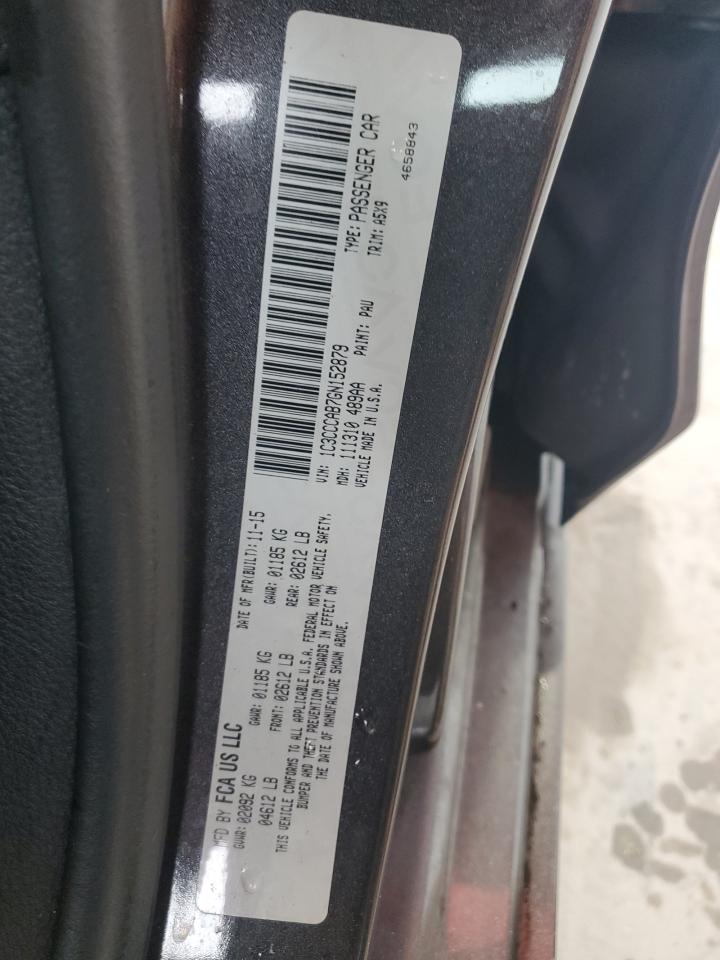 MFD BY FCA US LLC
DATE OF MFR(BUILT): 11-15
GVWR: 02092 KG
GAWR: 01185 KG
GAWR: 01185 KG
04612 LB
FRONT: 02612 LB
REAR: 02612 LB
THIS VEHICLE CONFORMS TO ALL APPLICABLE U.S.A. FEDERAL MOTOR VEHICLE SAFETY,
BUMPER AND THEFT PREVENTION STANDARDS IN EFFECT ON
THE DATE OF MANUFACTURE SHOWN ABOVE.
VIN: 1C3CCCAB7GN152879
TYPE: PASSENGER CAR
MDH: 111310 489AA
PAINT: PAU
TRIM: A5X9
VEHICLE MADE IN U.S.A.
4658843